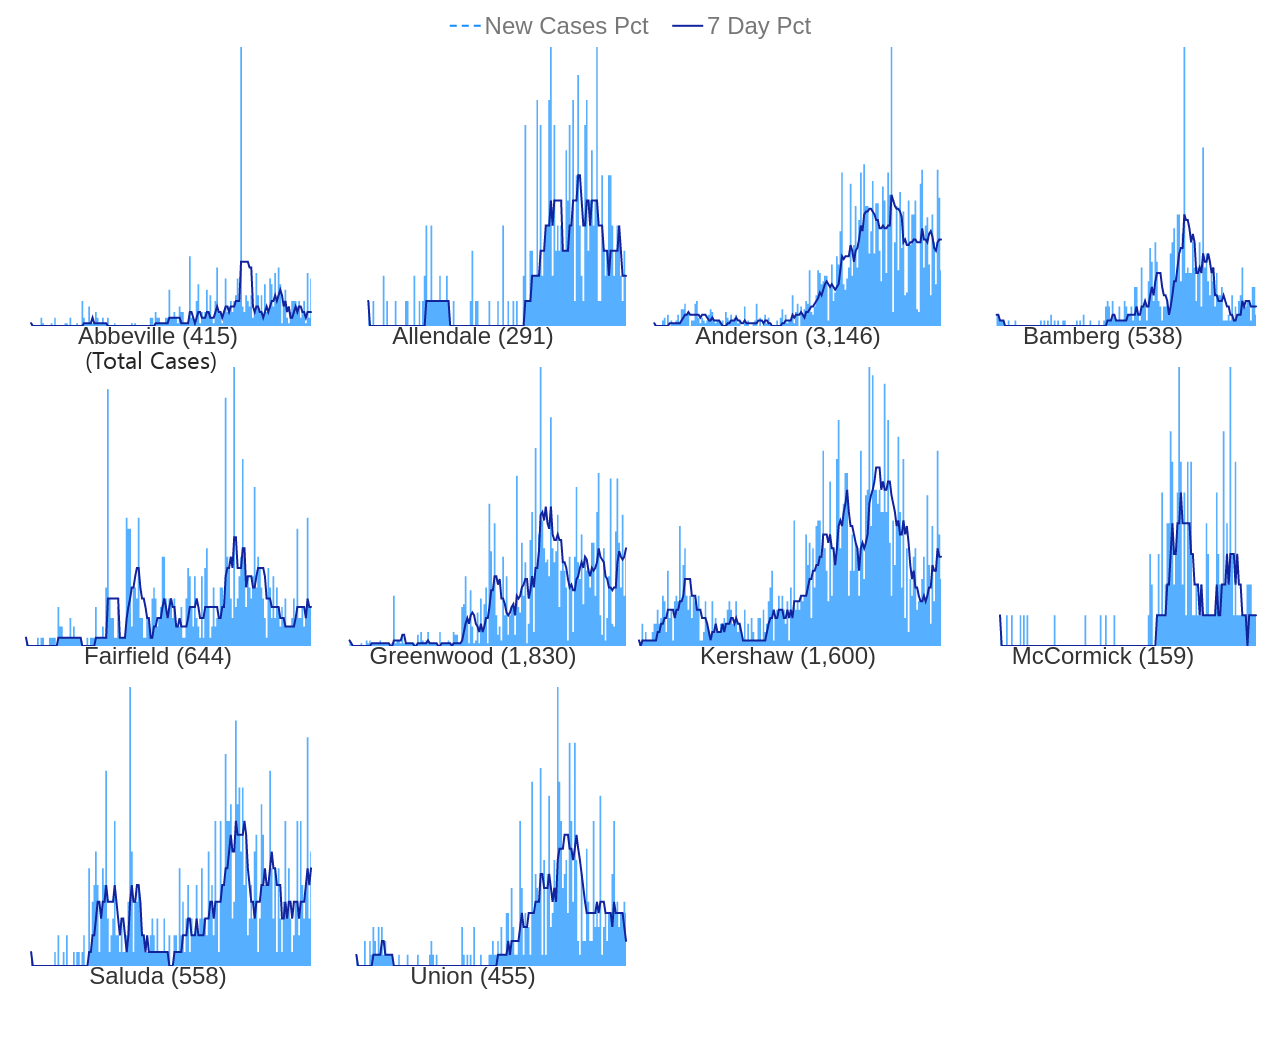 New Cases Pct 7 Day Pct
Abbeville (415) Allendale (291) Anderson (3,146) Bamberg (538)
(Total Cases)
Fairfield (644) Greenwood (1,830) Kershaw (1,600) McCormick (159)
Saluda (558) Union (455)